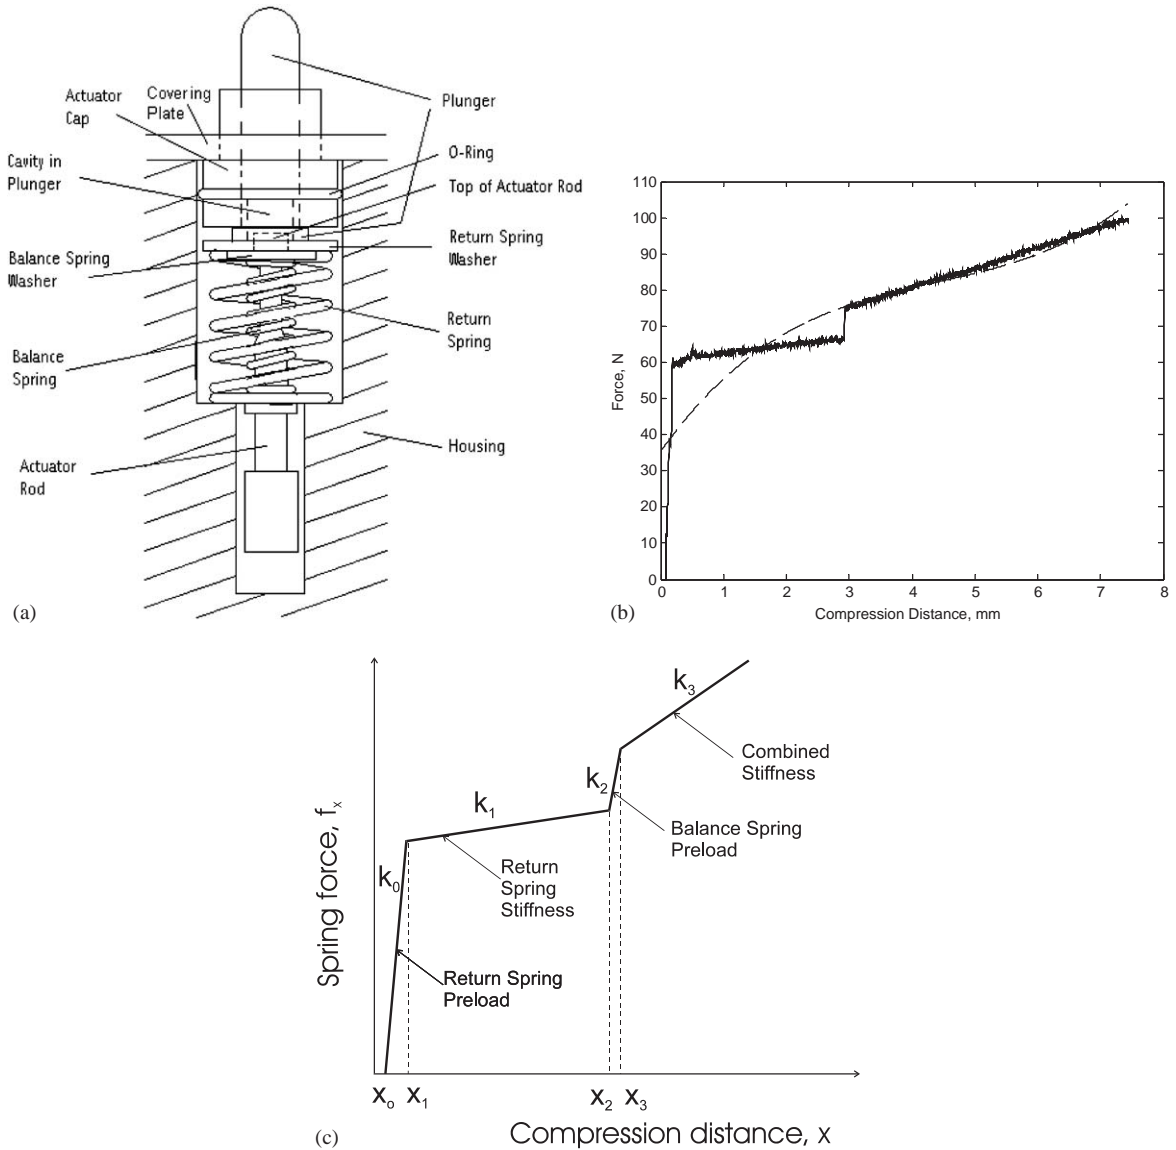 Actuator
Cap
Covering
Plate
Plunger
Cavity in
Plunger
O-Ring
Top of Actuator Rod
Balance Spring
Washer
Return Spring
Washer
Return
Spring
Balance
Spring
Actuator
Rod
Housing
(a)
110
100
90
80
70
60
50
40
30
20
10
0
Force, N
0 1 2 3 4 5 6 7 8
Compression Distance, mm
(b)
k3
Combined
Stiffness
k2
k1
Balance Spring
Preload
Return
Spring
Stiffness
k0
Return Spring
Preload
Spring force, fx
xo x1 x2 x3
Compression distance, x
(c)